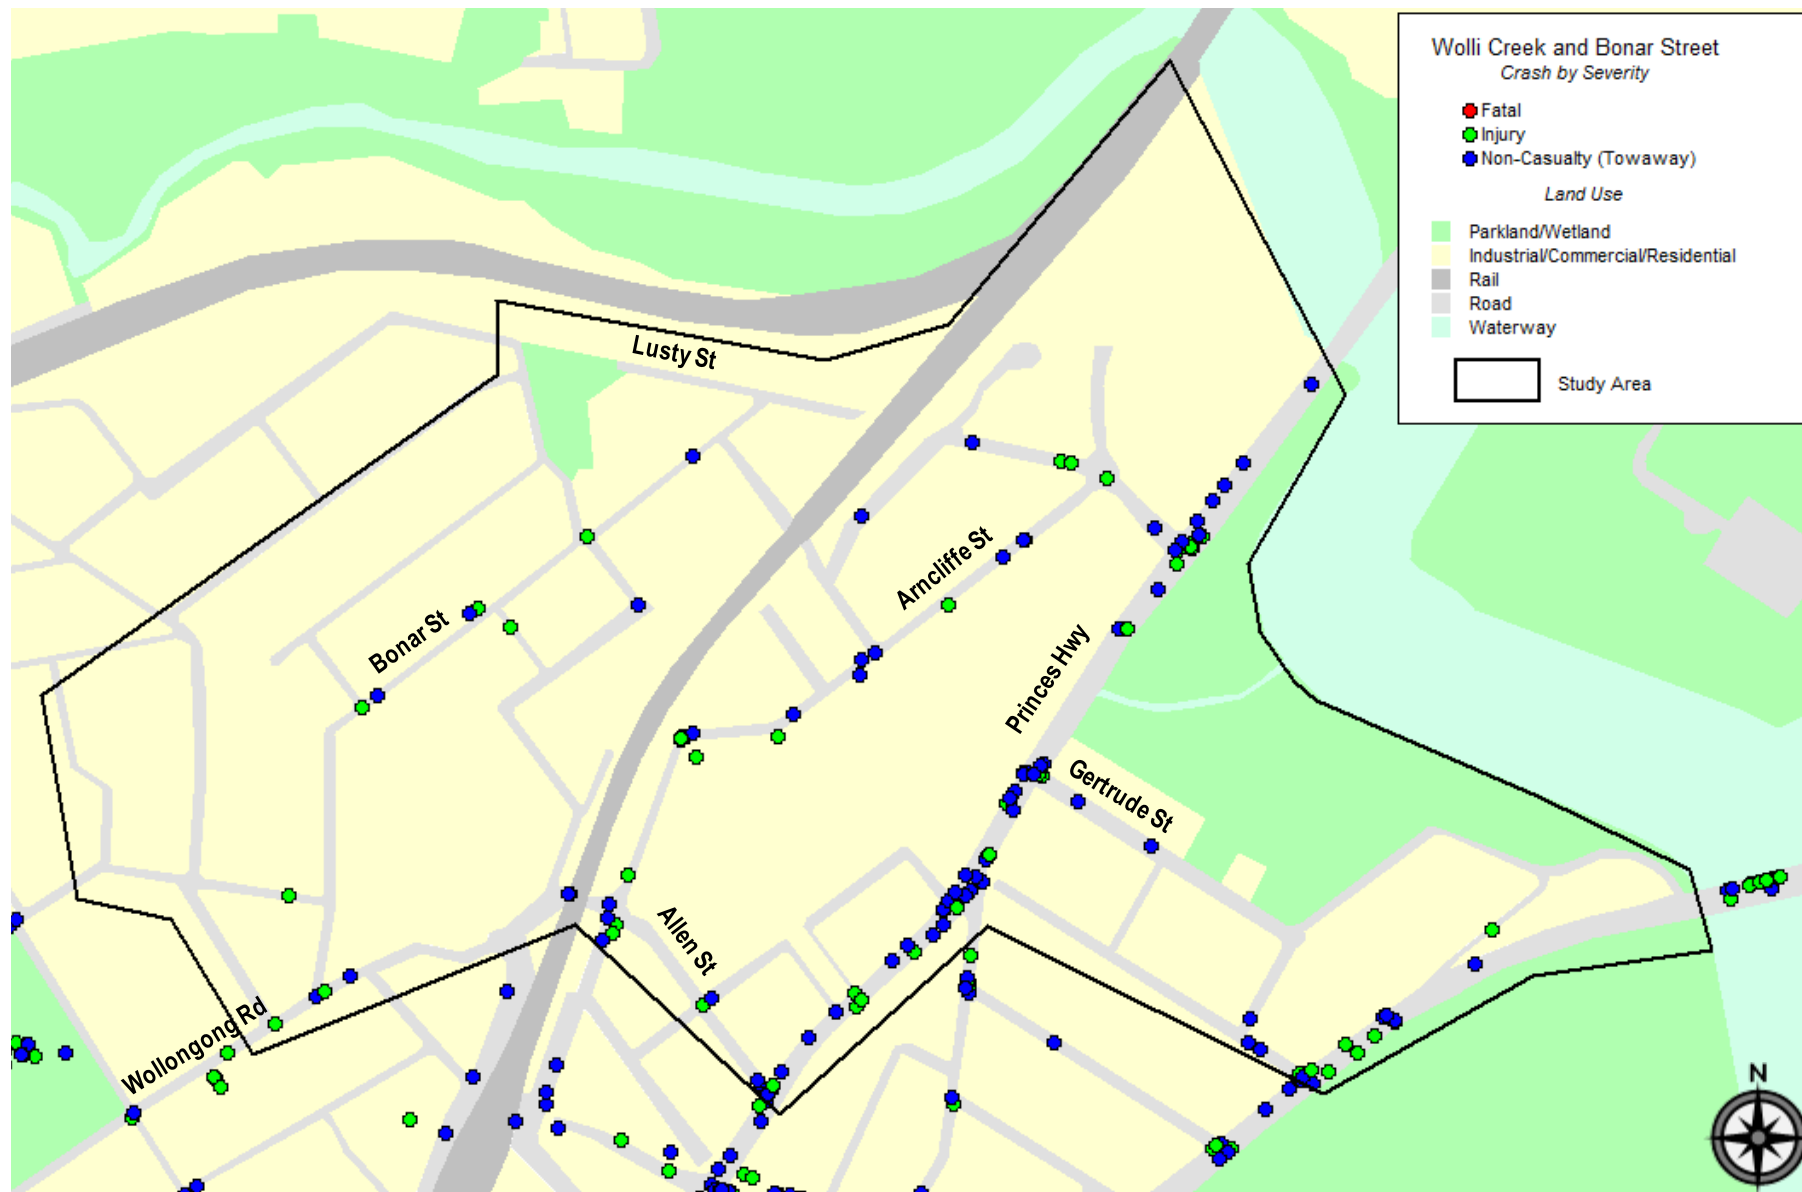 Wolli Creek and Bonar Street
Crash by Severity
Fatal
Injury
Non-Casualty (Towaway)
Land Use
Parkland/Wetland
Industrial/Commercial/Residential
Rail
Road
Waterway
Study Area
Lusty St
Arncliffe St
Bonar St
Princes Hwy
Gertrude St
Allen St
Wollongong Rd
N